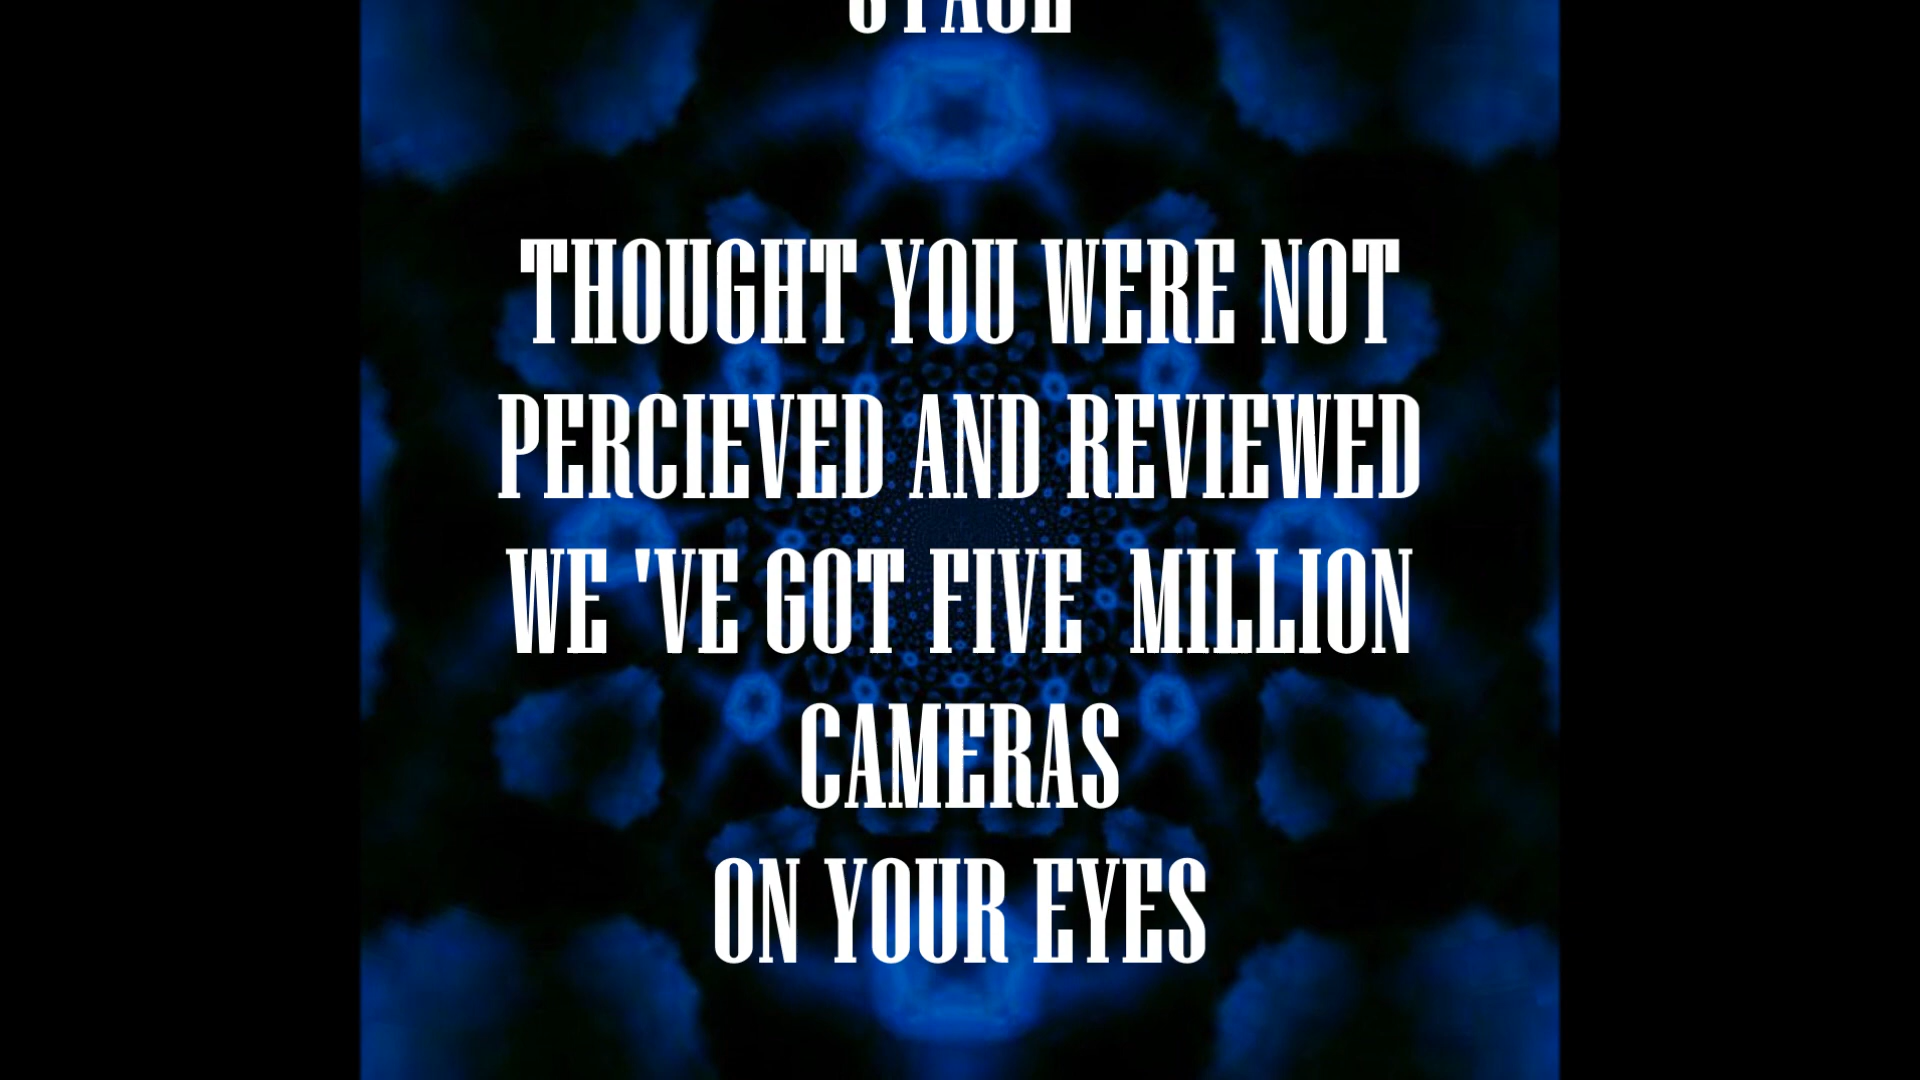 THOUGHT YOU WERE NOT
PERCIEVED AND REVIEWED
WE 'VE GOT FIVE  MILLION
CAMERAS
ON YOUR EYES